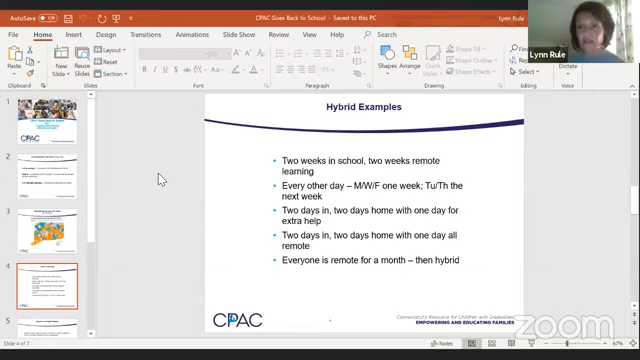 AutoSave
Off
CPAC Goes Back to School - Saved to this PC
Lynn Rule
File
Home
Insert
Design
Transitions
Animations
Slide Show
Review
View
Help
Paste
New
Slide
Reuse
Slides
Layout
Reset
Section
Shapes
Arrange
Quick
Styles
Shape Fill
Shape Outline
Shape Effects
Select
Dictate
Lynn Rule
Clipboard
Slides
Font
Paragraph
Drawing
Editing
Voice
1
2
3
4
5
Hybrid Examples
• Two weeks in school, two weeks remote
learning
• Every other day – M/W/F one week; Tu/Th the
next week
• Two days in, two days home with one day for
extra help
• Two days in, two days home with one day all
remote
• Everyone is remote for a month – then hybrid
CPAC
Connecticut's Resource for Children with Disabilities
EMPOWERING AND EDUCATING FAMILIES
zoom
Slide 4 of 7
Notes
67%